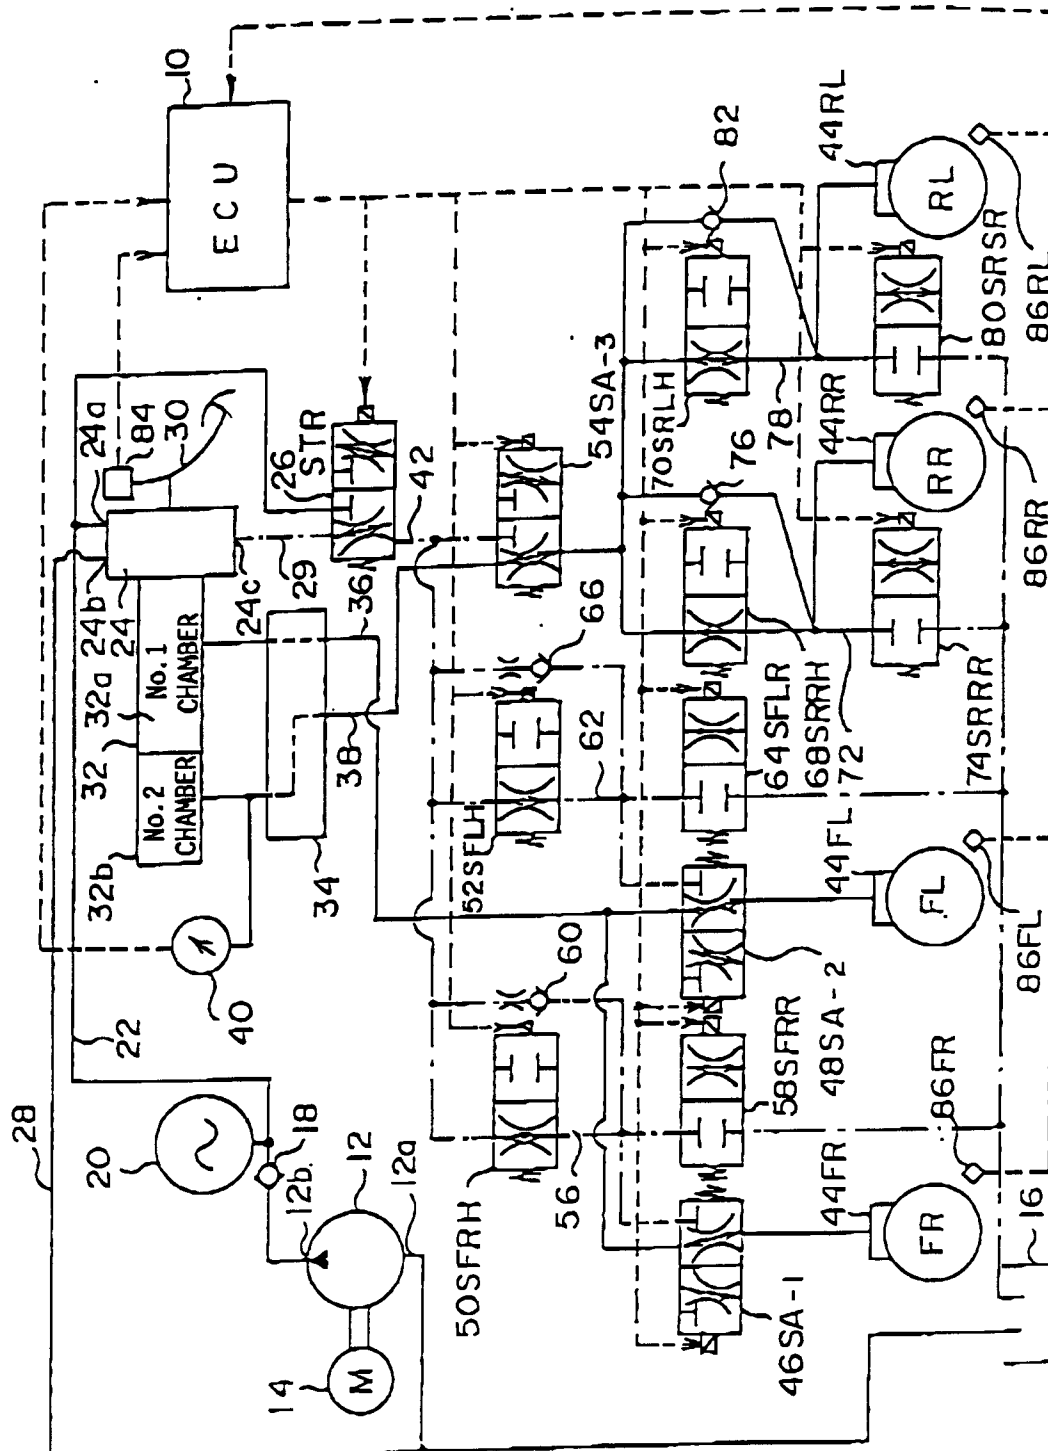 10
ECU
84
24a
30
24b
24
24c
32a
No.1
CHAMBER
32
No.2
CHAMBER
32b
26
STR
42
29
36
38
34
40
22
28
20
18
12b
12
12a
14
M
54SA-3
66
52SFLH
62
60
50SFRH
56
82
70SRLH
78
76
68SRRH
72
64SFLR
48SA-2
58SFRR
46SA-1
44RL
RL
44RR
RR
44FL
FL
44FR
FR
80SRSR
74SRRR
86RL
86RR
86FL
86FR
16